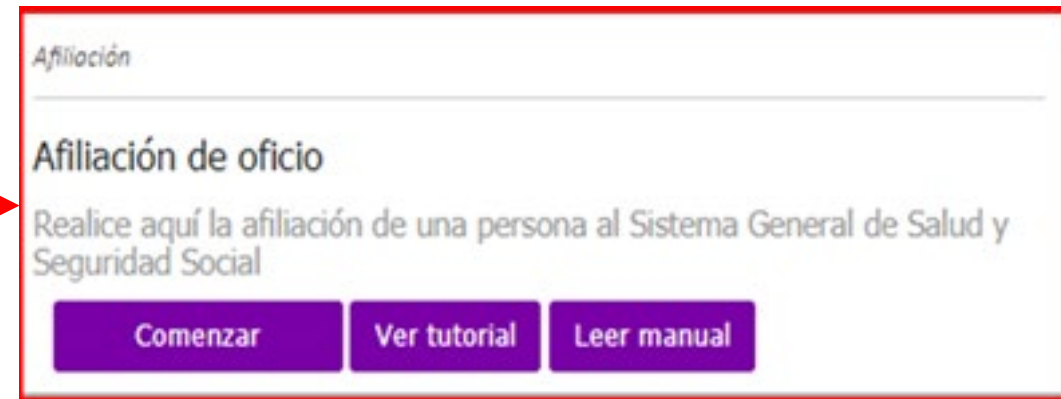 Afiliación
Afiliación de oficio
Realice aquí la afiliación de una persona al Sistema General de Salud y
Seguridad Social
Comenzar
Ver tutorial
Leer manual